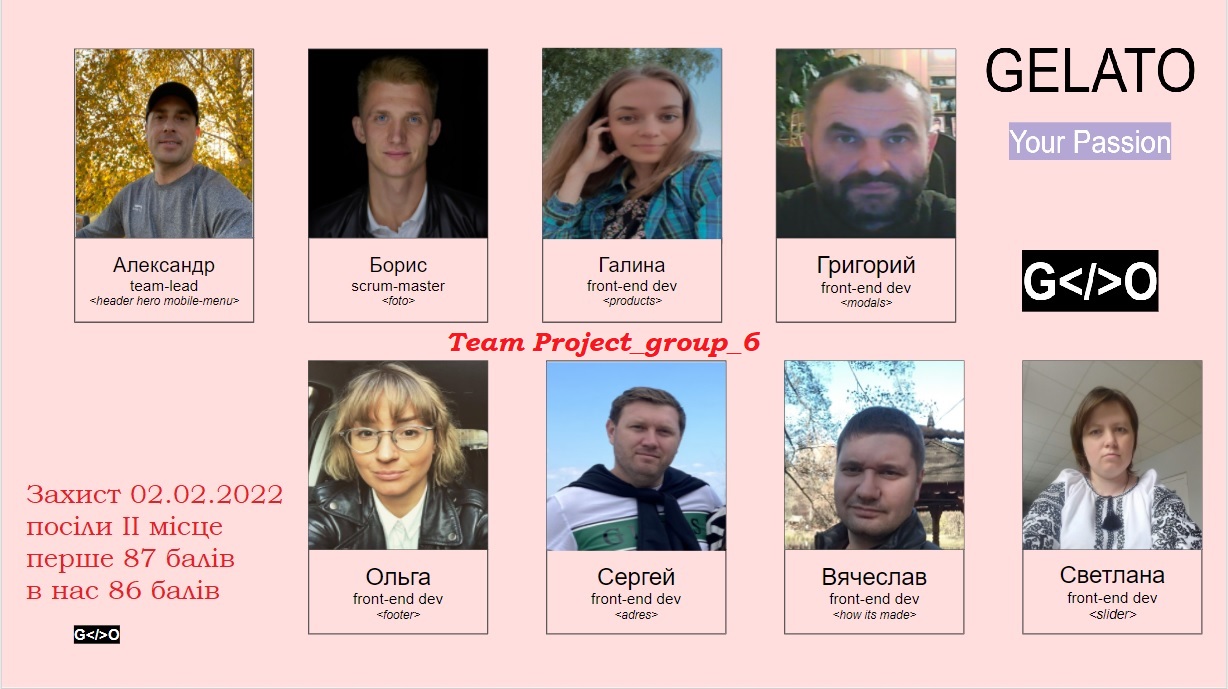 GELATO
Your Passion
G</>O
Александр
team-lead
<header hero mobile-menu>
Борис
scrum-master
<foto>
Галина
front-end dev
<products>
Григорий
front-end dev
<modals>
Team Project_group_6
Ольга
front-end dev
<footer>
Сергей
front-end dev
<adres>
Вячеслав
front-end dev
<how its made>
Светлана
front-end dev
<slider>
Захист 02.02.2022
посіли ІІ місце
перше 87 балів
в нас 86 балів
G</>O